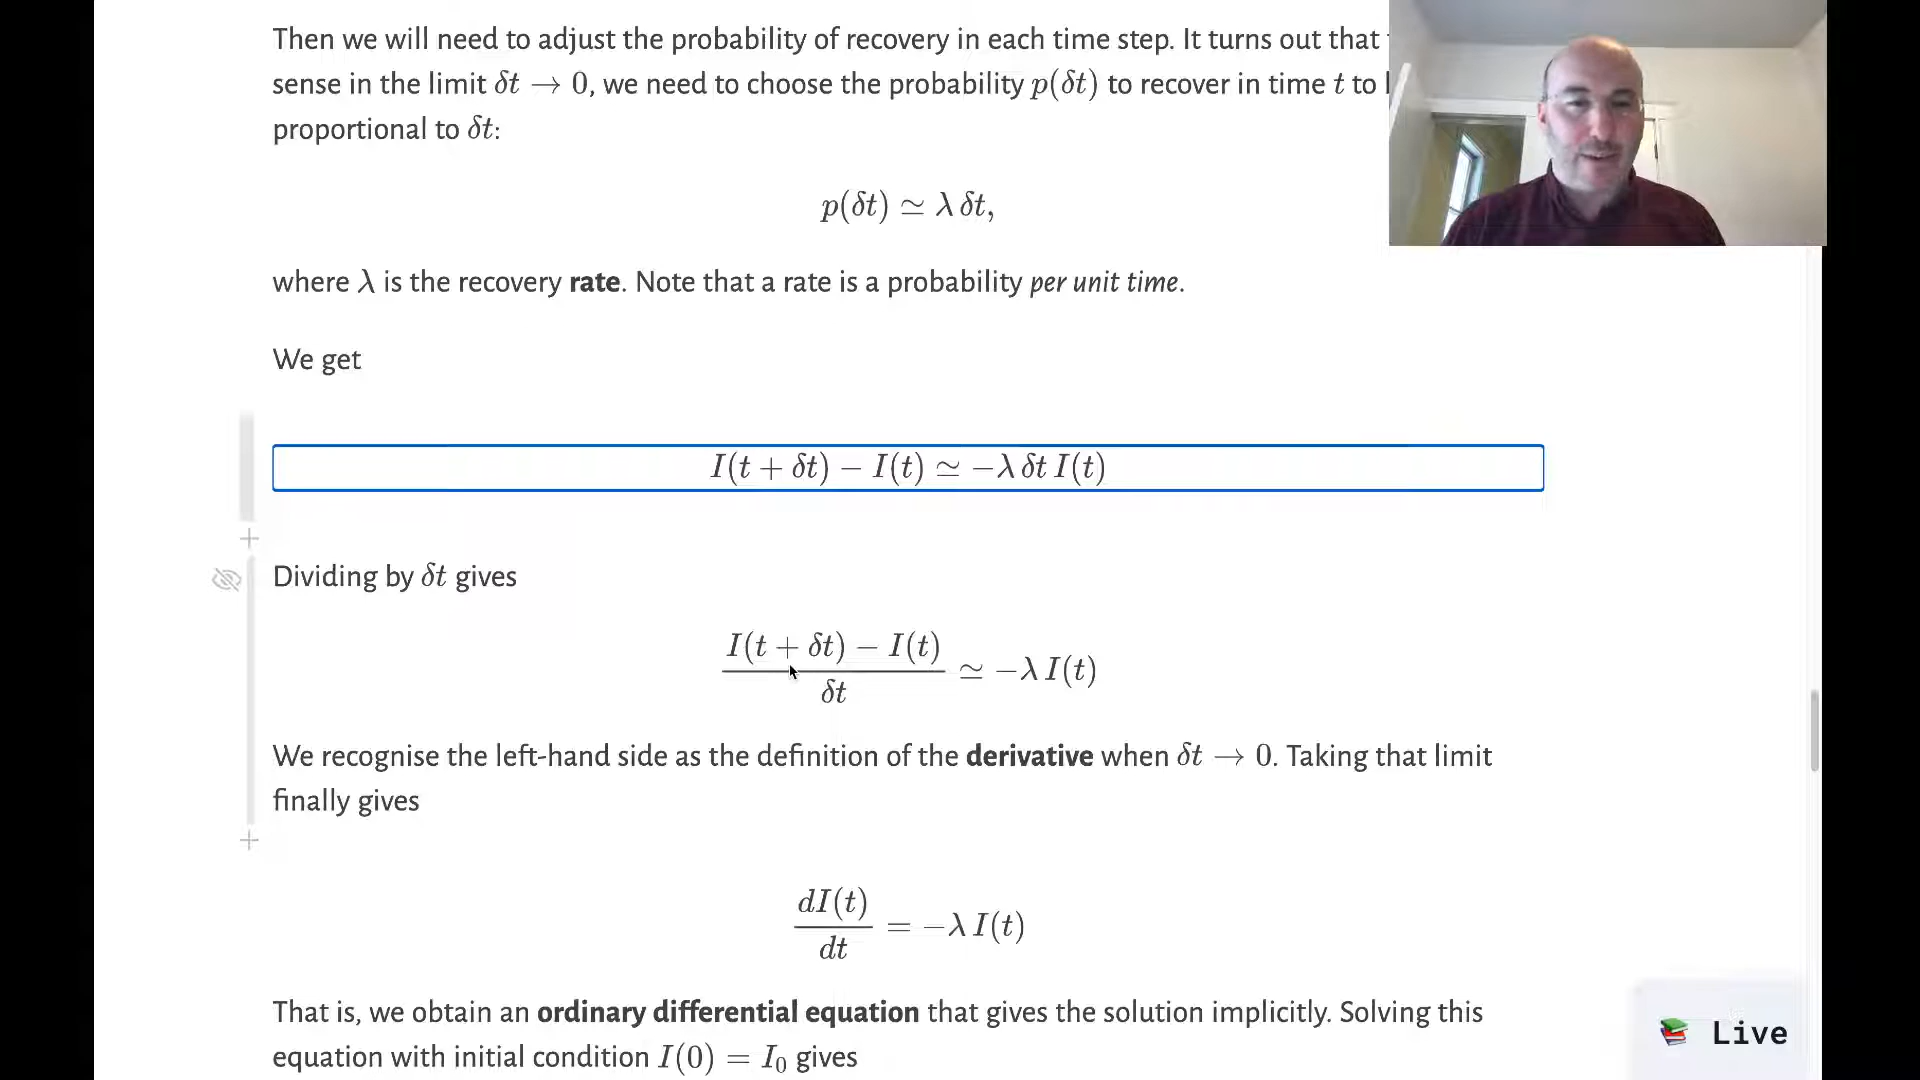 Then we will need to adjust the probability of recovery in each time step. It turns out that
sense in the limit δt → 0, we need to choose the probability p(δt) to recover in time t to
proportional to δt:
p(δt) ≃ λ δt,
where λ is the recovery rate. Note that a rate is a probability per unit time.
We get
I(t + δt) − I(t) ≃ −λ δt I(t)
Dividing by δt gives
I(t + δt) − I(t)
δt
≃ −λ I(t)
We recognise the left-hand side as the definition of the derivative when δt → 0. Taking that limit
finally gives
dI(t)
dt
= −λ I(t)
That is, we obtain an ordinary differential equation that gives the solution implicitly. Solving this
equation with initial condition I(0) = I₀ gives
Live